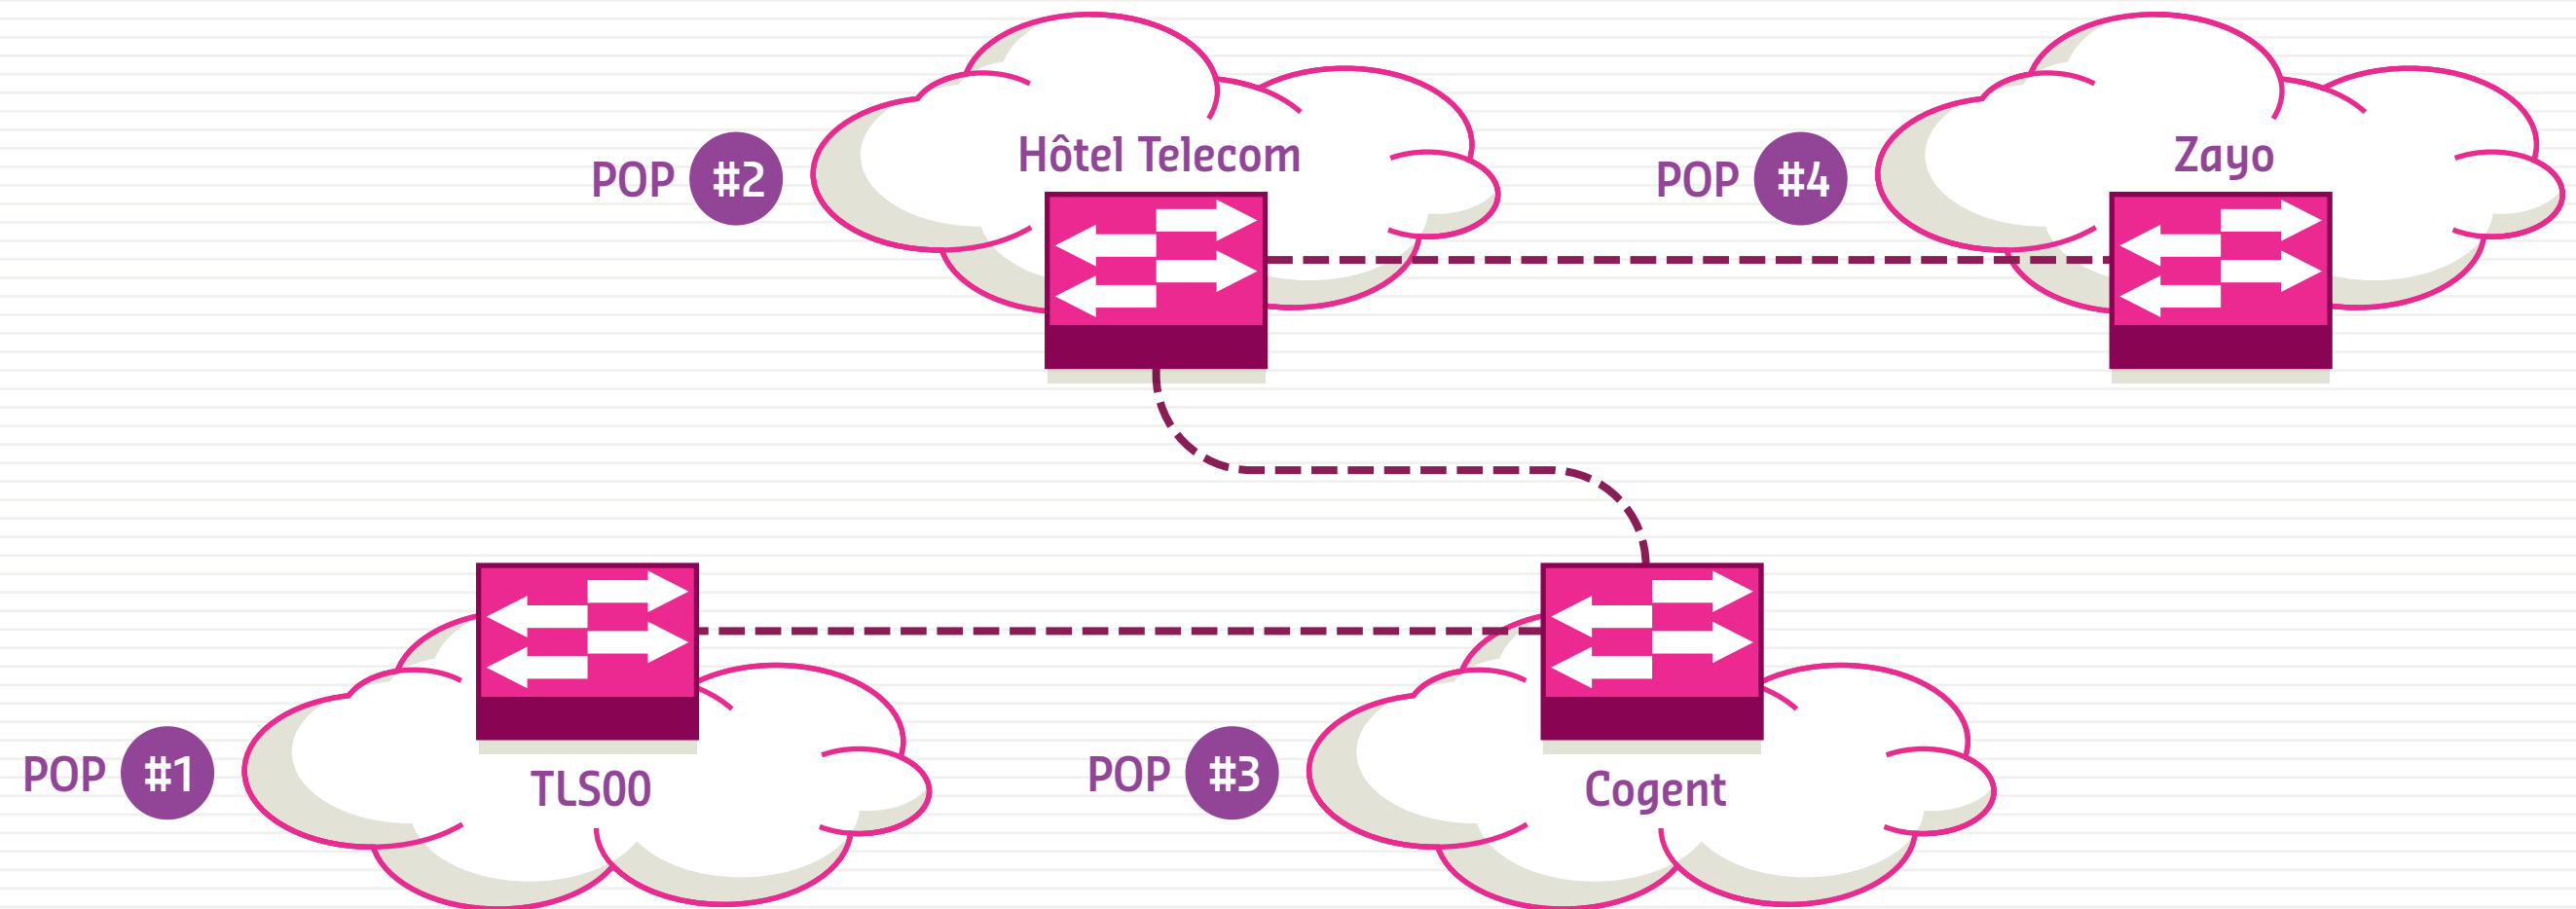 Hôtel Telecom
POP #2
Zayo
POP #4
POP #1
TLS00
POP #3
Cogent